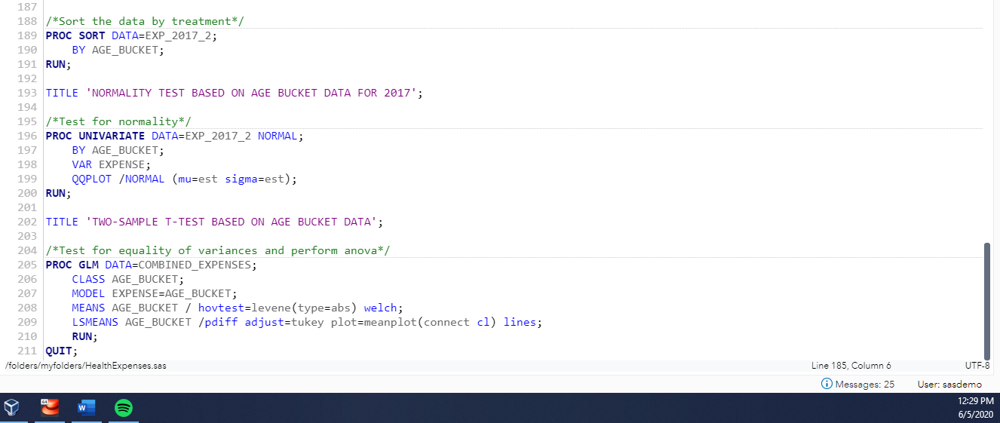 187
188 /*Sort the data by treatment*/
189 PROC SORT DATA=EXP_2017_2;
190     BY AGE_BUCKET;
191 RUN;
192
193 TITLE 'NORMALITY TEST BASED ON AGE BUCKET DATA FOR 2017';
194
195 /*Test for normality*/
196 PROC UNIVARIATE DATA=EXP_2017_2 NORMAL;
197     BY AGE_BUCKET;
198     VAR EXPENSE;
199     QQPLOT /NORMAL (mu=est sigma=est);
200 RUN;
201
202 TITLE 'TWO-SAMPLE T-TEST BASED ON AGE BUCKET DATA';
203
204 /*Test for equality of variances and perform anova*/
205 PROC GLM DATA=COMBINED_EXPENSES;
206     CLASS AGE_BUCKET;
207     MODEL EXPENSE=AGE_BUCKET;
208     MEANS AGE_BUCKET / hovtest=levene(type=abs) welch;
209     LSMEANS AGE_BUCKET /pdiff adjust=tukey plot=meanplot(connect cl) lines;
210     RUN;
211 QUIT;
/folders/myfolders/HealthExpenses.sas Line 185, Column 6 UTF-8
Messages: 25 User: sasdemo
64 W 12:29 PM
6/5/2020